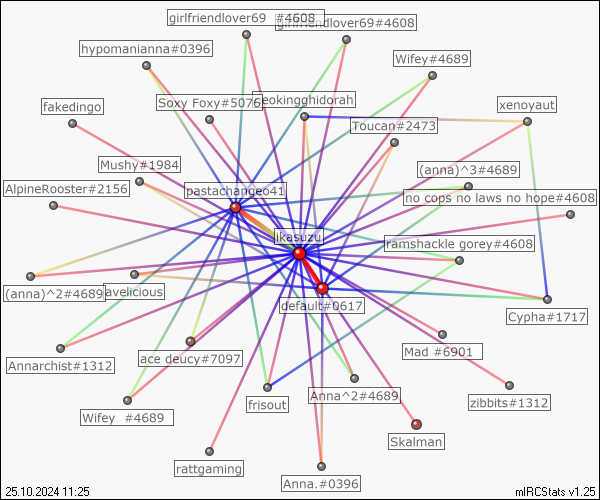 girlfriendlover69 #4608
girlfriendlover69#4608
hypomanianna#0396
Wifey#4689
fakedingo
Soxy Foxy#5076
eokingghidorah
xenoyaut
Toucan#2473
Mushy#1984
(anna)^3#4689
AlpineRooster#2156
pastachangeo41
no cops no laws no hope#4608
ikasuzu
ramshackle gorey#4608
(anna)^2#4689
avelicious
default#0617
Cypha#1717
Annarchist#1312
ace deucy#7097
Mad #6901
Anna^2#4689
zibbits#1312
Wifey #4689
frisout
Skalman
rattgaming
Anna.#0396
25.10.2024 11:25
mIRCStats v1.25